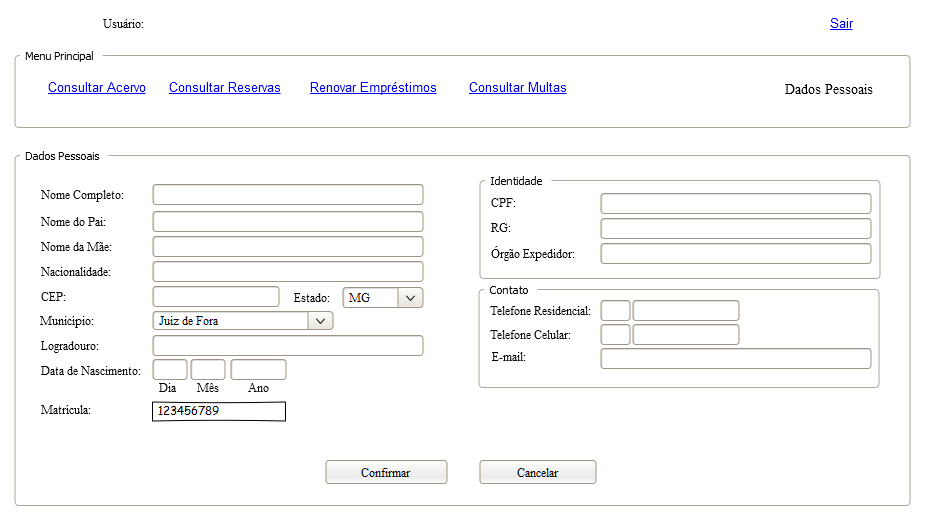 Usuário:
Sair
Menu Principal
Consultar Acervo
Consultar Reservas
Renovar Empréstimos
Consultar Multas
Dados Pessoais
Dados Pessoais
Nome Completo:
Nome do Pai:
Nome da Mãe:
Nacionalidade:
CEP:
Estado: MG
Município: Juiz de Fora
Logradouro:
Data de Nascimento:
Dia Mês Ano
Matricula: 123456789
Identidade
CPF:
RG:
Órgão Expedidor:
Contato
Telefone Residencial:
Telefone Celular:
E-mail:
Confirmar
Cancelar